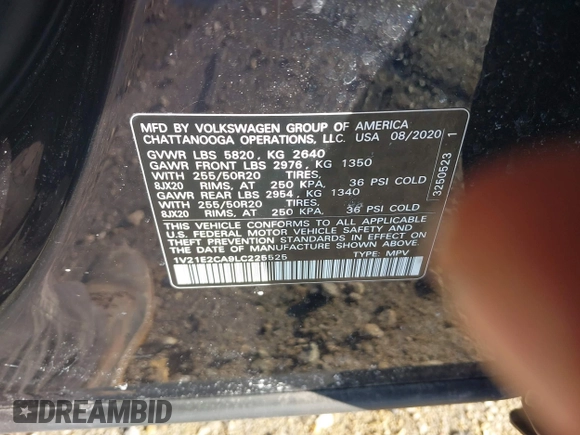 MFD BY VOLKSWAGEN GROUP OF AMERICA
CHATTANOOGA OPERATIONS, LLC. USA 08/2020
GVWR LBS 5820, KG 2640
GAWR FRONT LBS 2976, KG 1350
WITH 255/50R20 TIRES,
8JX20 RIMS, AT 250 KPA, 36 PSI COLD
GAWR REAR LBS 2954, KG 1340
WITH 255/50R20 TIRES,
8JX20 RIMS, AT 250 KPA, 36 PSI COLD
THIS VEHICLE CONFORMS TO ALL APPLICABLE
U.S. FEDERAL MOTOR VEHICLE SAFETY AND
THEFT PREVENTION STANDARDS IN EFFECT ON
THE DATE OF MANUFACTURE SHOWN ABOVE
1V21E2CA9LC225525 TYPE: MPV
3250523 1
DREAMBID